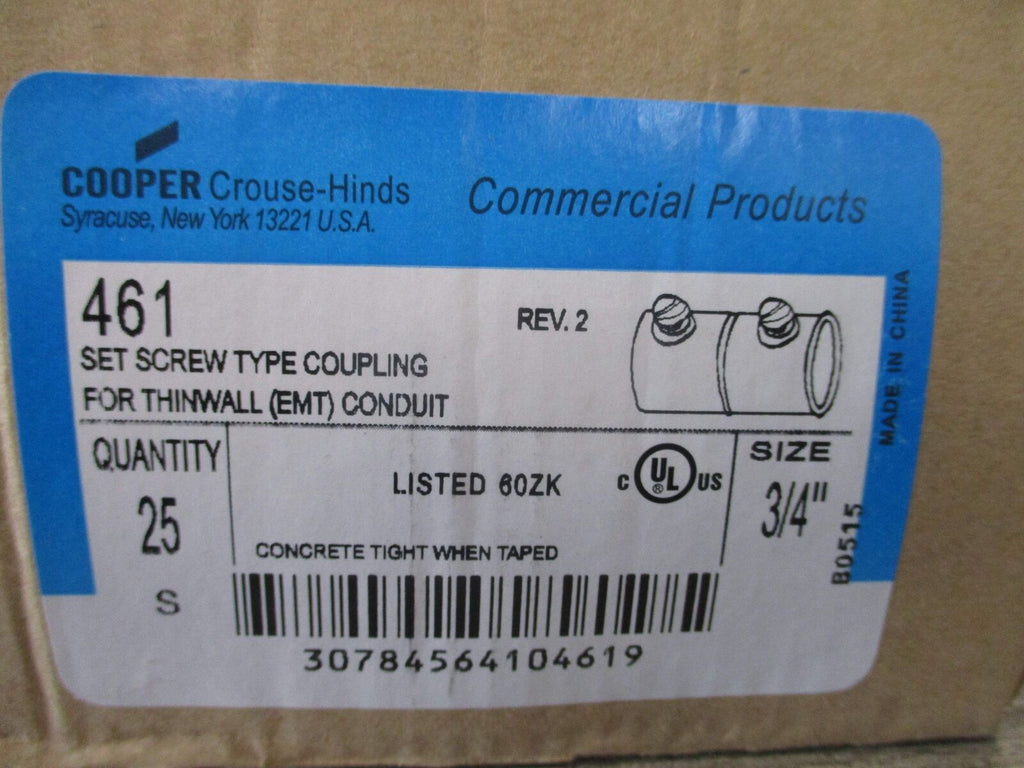 COOPER Crouse-Hinds
Syracuse, New York 13221 U.S.A.
Commercial Products
461
REV. 2
SET SCREW TYPE COUPLING
FOR THINWALL (EMT) CONDUIT
MADE IN CHINA
QUANTITY
25
S
LISTED 60ZK
C UL ® US
CONCRETE TIGHT WHEN TAPED
SIZE
3/4"
B0515
30784564104619